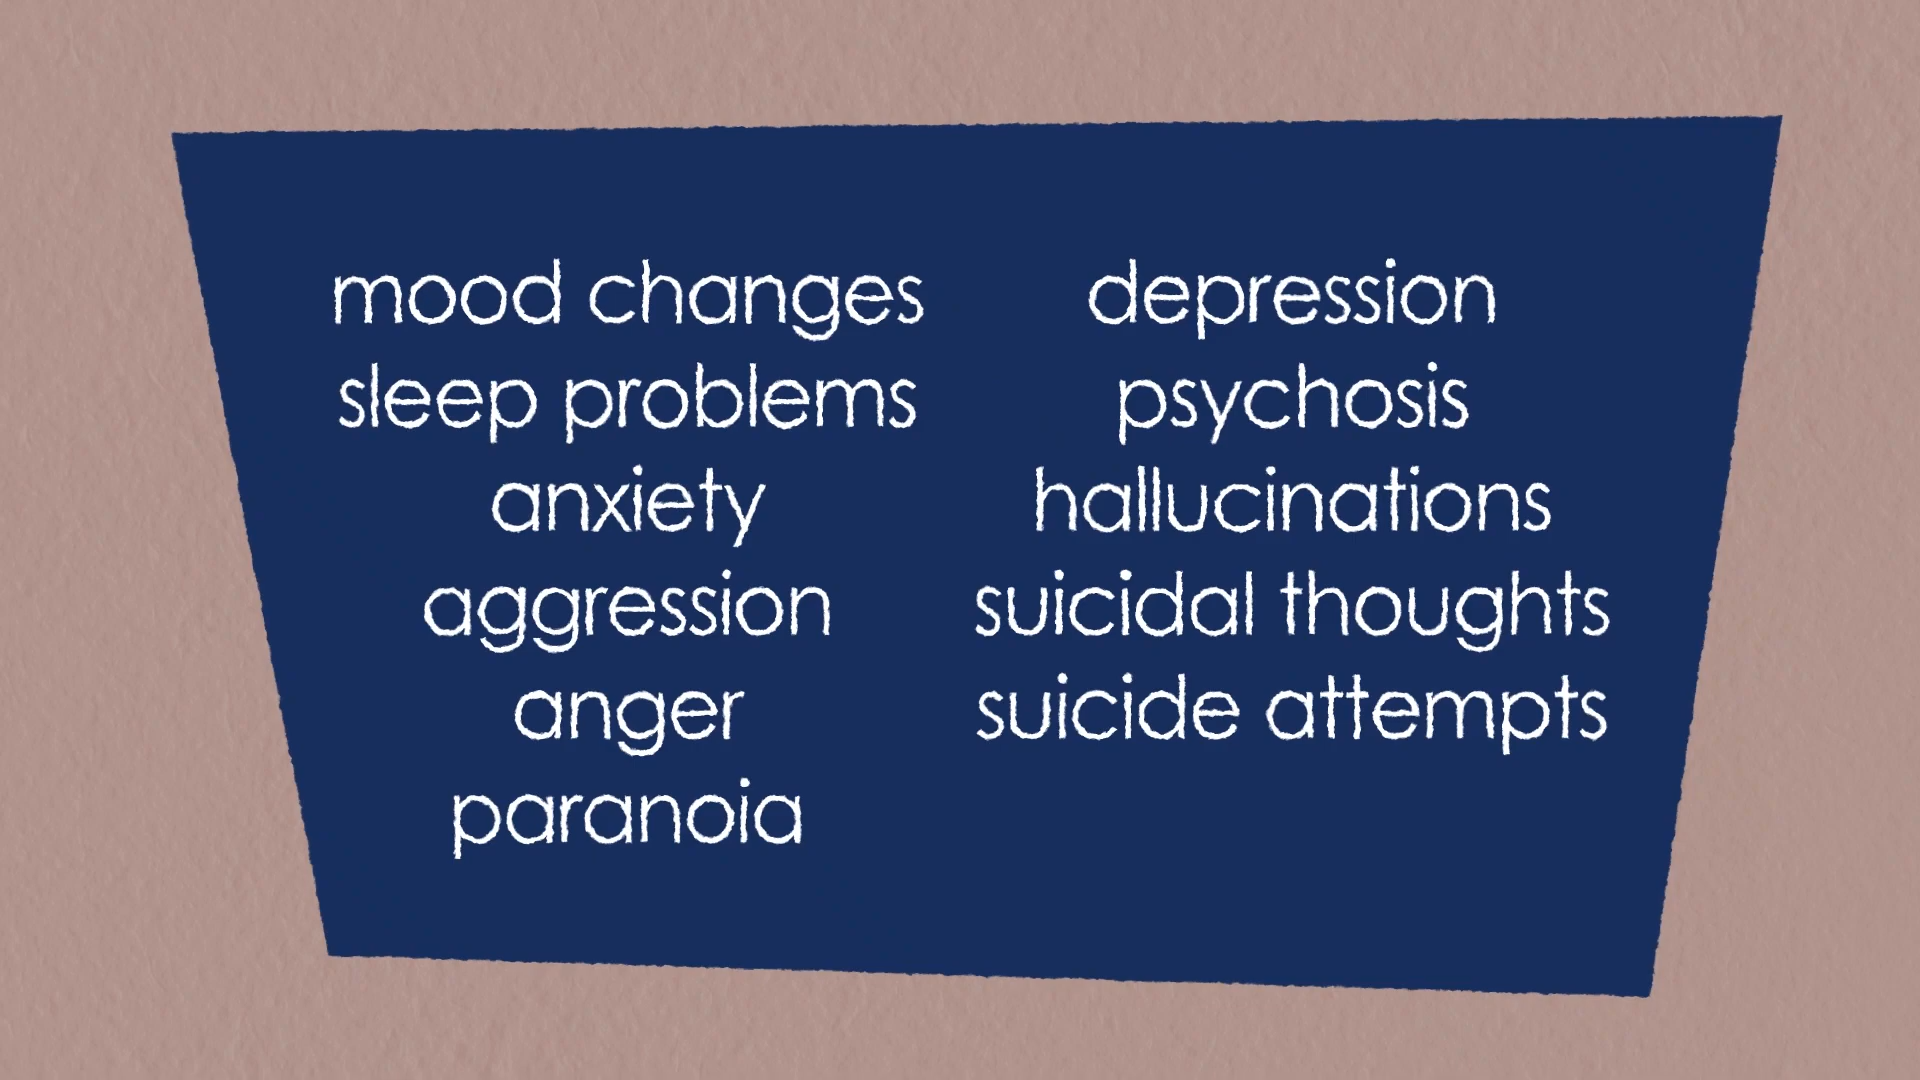 mood changes
sleep problems
anxiety
aggression
anger
paranoia
depression
psychosis
hallucinations
suicidal thoughts
suicide attempts